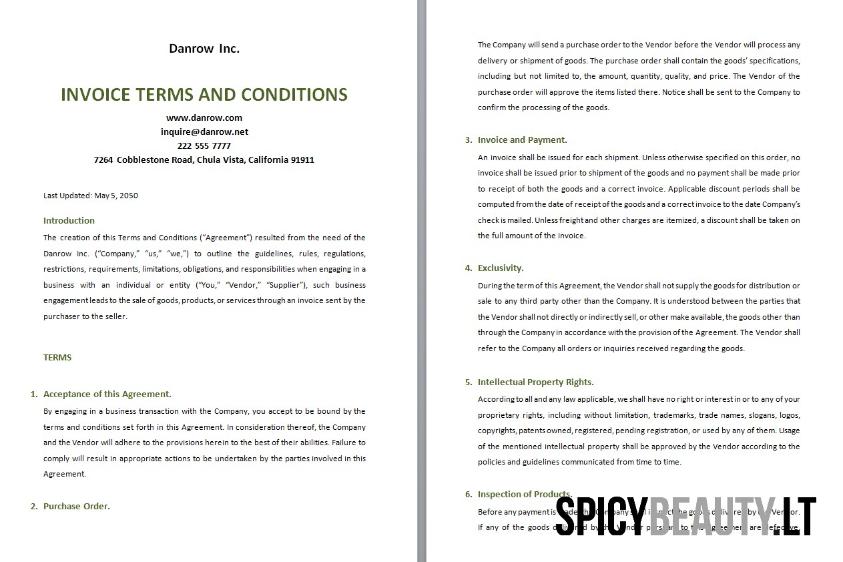 Danrow Inc.
INVOICE TERMS AND CONDITIONS
www.danrow.com
inquire@danrow.net
222 555 7777
7264 Cobblestone Road, Chula Vista, California 91911
Last Updated: May 5, 2050
Introduction
The creation of this Terms and Conditions (“Agreement”) resulted from the need of the
Danrow Inc. (“Company,” “us,” “we,”) to outline the guidelines, rules, regulations,
restrictions, requirements, limitations, obligations, and responsibilities when engaging in a
business with an individual or entity (“You,” “Vendor,” “Supplier”), such business
engagement leads to the sale of goods, products, or services through an invoice sent by the
purchaser to the seller.
TERMS
1. Acceptance of this Agreement.
By engaging in a business transaction with the Company, you accept to be bound by the
terms and conditions set forth in this Agreement. In consideration thereof, the Company
and the Vendor will adhere to the provisions herein to the best of their abilities. Failure to
comply will result in appropriate actions to be undertaken by the parties involved in this
Agreement.
2. Purchase Order.
The Company will send a purchase order to the Vendor before the Vendor will process any
delivery or shipment of goods. The purchase order shall contain the goods’ specifications,
including but not limited to, the amount, quantity, quality, and price. The Vendor of the
purchase order will approve the items listed there. Notice shall be sent to the Company to
confirm the processing of the goods.
3. Invoice and Payment.
An invoice shall be issued for each shipment. Unless otherwise specified on this order, no
invoice shall be issued prior to shipment of the goods and no payment shall be made prior
to receipt of both the goods and a correct invoice. Applicable discount periods shall be
computed from the date of receipt of the goods and a correct invoice to the date Company’s
check is mailed. Unless freight and other charges are itemized, a discount shall be taken on
the full amount of the invoice.
4. Exclusivity.
During the term of this Agreement, the Vendor shall not supply the goods for distribution or
sale to any third party other than the Company. It is understood between the parties that
the Vendor shall not directly or indirectly sell, or other make available, the goods other than
through the Company in accordance with the provision of the Agreement. The Vendor shall
refer to the Company all orders or inquiries received regarding the goods.
5. Intellectual Property Rights.
According to all and any law applicable, we shall have no right or interest in or to any of your
proprietary rights, including without limitation, trademarks, trade names, slogans, logos,
copyrights, patents owned, registered, pending registration, or used by any of them. Usage
of the mentioned intellectual property shall be approved by the Vendor according to the
policies and guidelines communicated from time to time.
6. Inspection of Products.
Before any payment is made the Company shall inspect the goods delivered by the Vendor.
If any of the goods delivered by the Vendor pursuant to this Agreement are defective,
SPICYBEAUTY.LT